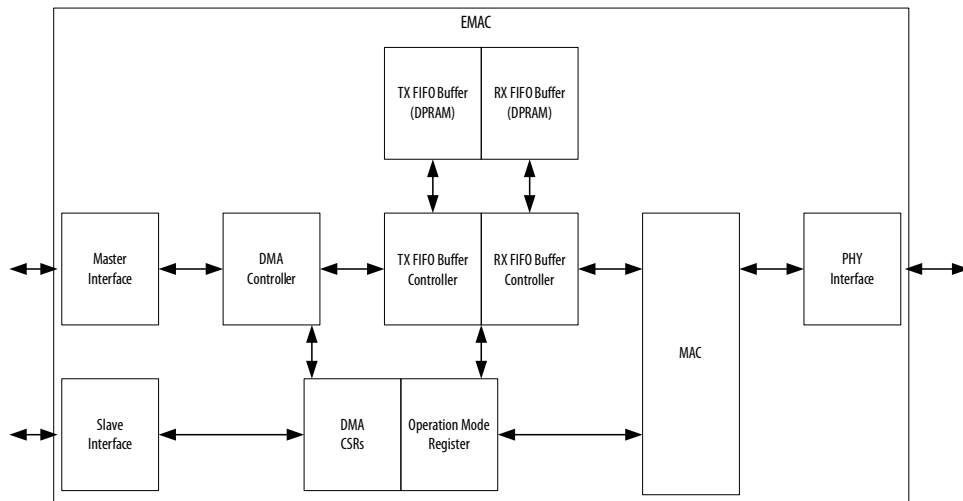 EMAC
TX FIFO Buffer
(DPRAM)
RX FIFO Buffer
(DPRAM)
Master
Interface
DMA
Controller
TX FIFO Buffer
Controller
RX FIFO Buffer
Controller
MAC
PHY
Interface
Slave
Interface
DMA
CSRs
Operation Mode
Register